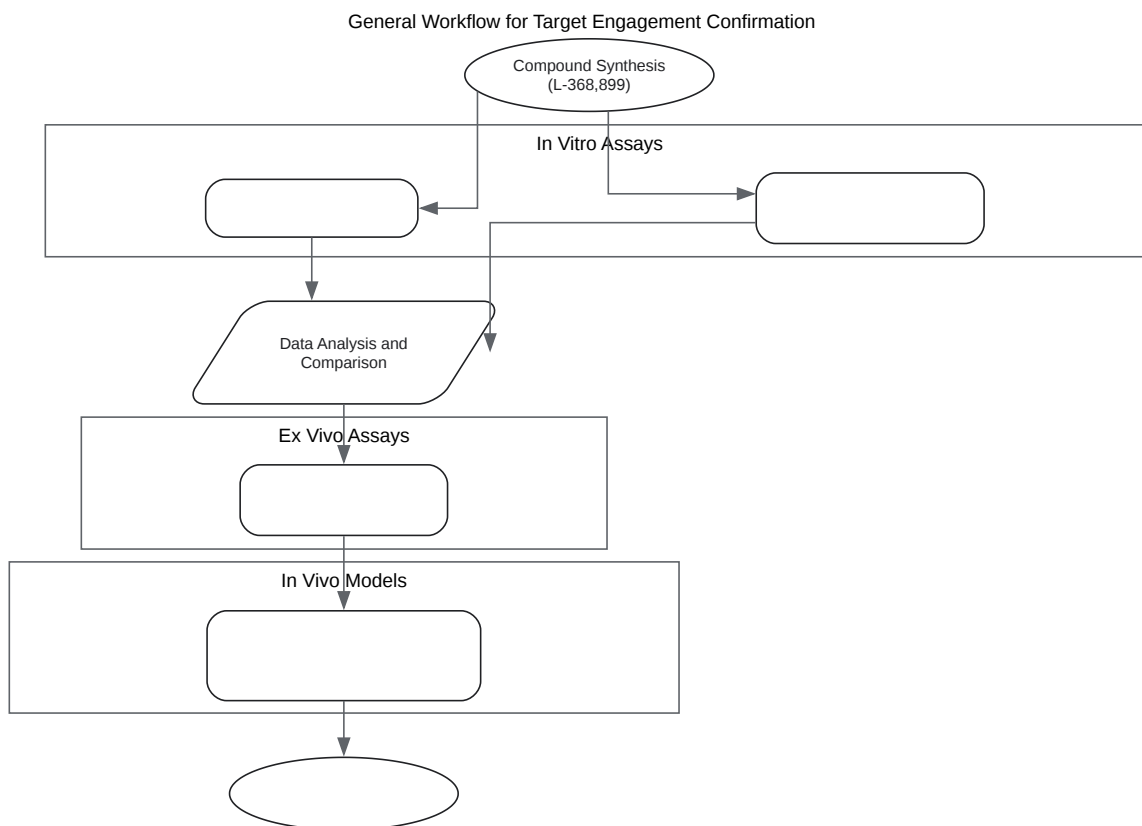 General Workflow for Target Engagement Confirmation
Compound Synthesis
(L-368,899)
In Vitro Assays
Data Analysis and
Comparison
Ex Vivo Assays
In Vivo Models